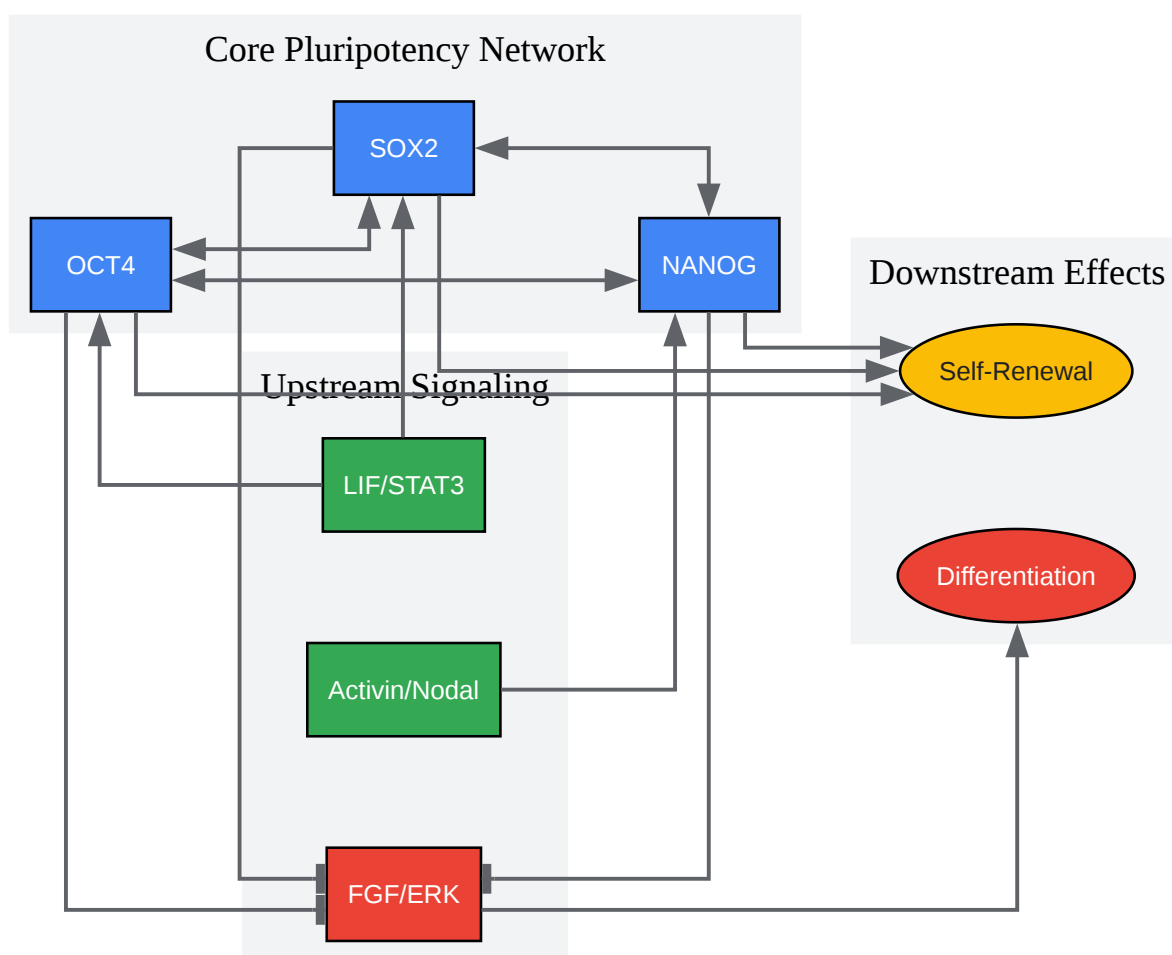 Core Pluripotency Network
SOX2
OCT4
NANOG
Downstream Effects
Self-Renewal
Upstream Signaling
LIF/STAT3
Differentiation
Activin/Nodal
FGF/ERK